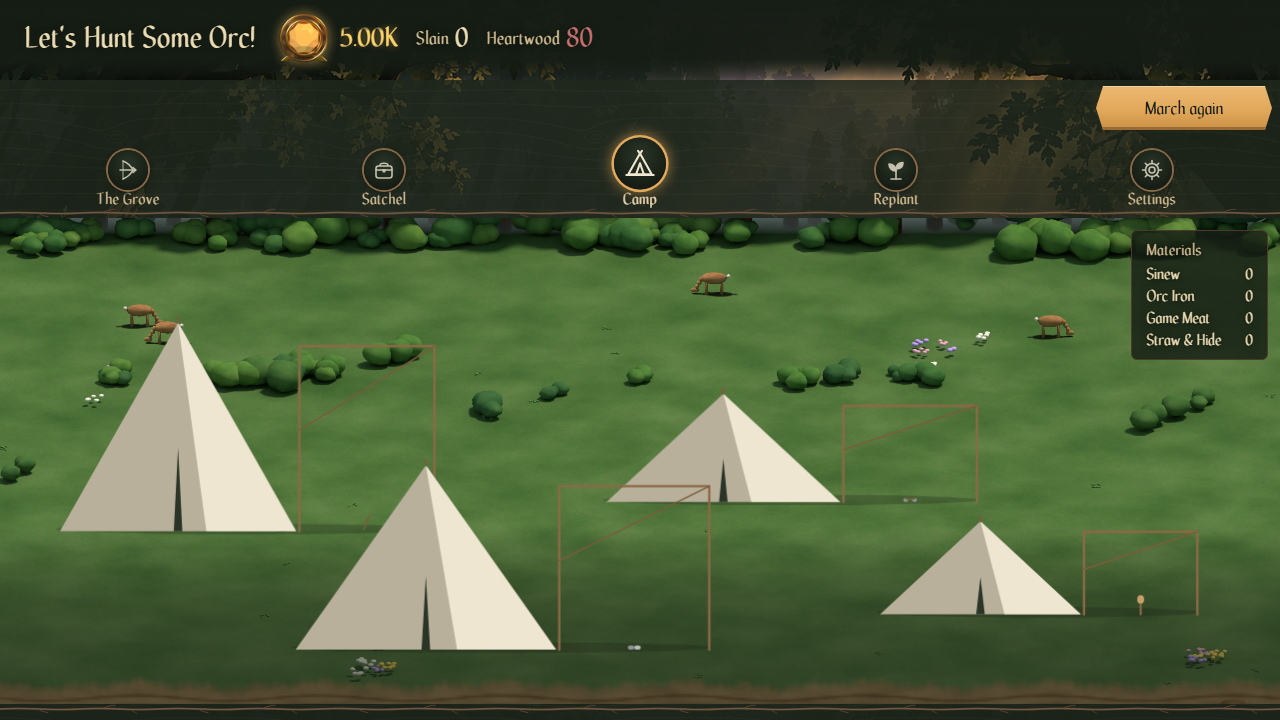 Let's Hunt Some Orc!
5.00K
Slain 0
Heartwood 80
March again
The Grove
Satchel
Camp
Replant
Settings
Materials
Sinew 0
Orc Iron 0
Game Meat 0
Straw & Hide 0